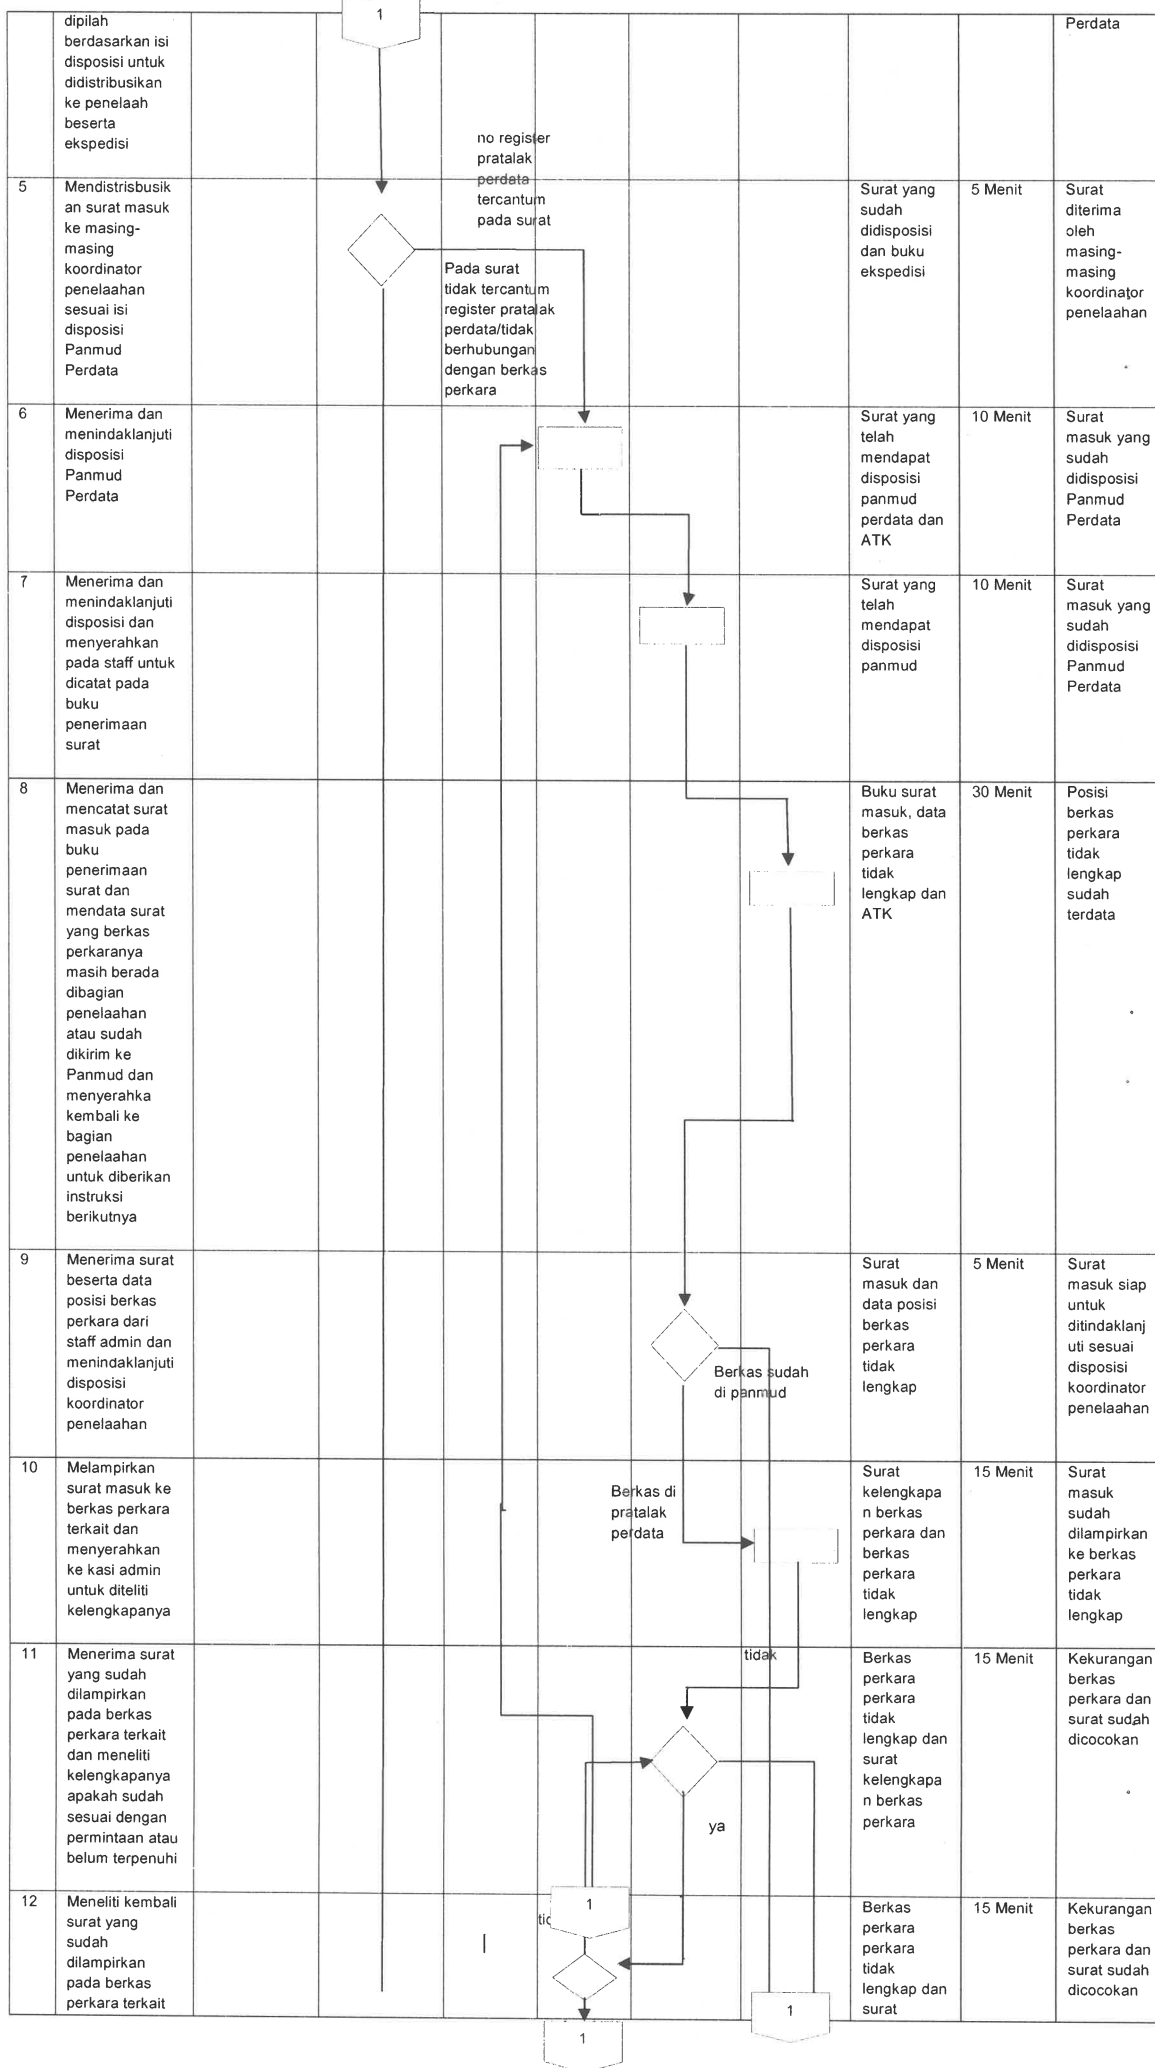 1
dipilah
berdasarkan isi
disposisi untuk
didistribusikan
ke penelaah
beserta
ekspedisi
Perdata
no register
pratalak
perdata
tercantum
pada surat
5
Mendistrisbusik
an surat masuk
ke masing-
masing
koordinator
penelaahan
sesuai isi
disposisi
Panmud
Perdata
Pada surat
tidak tercantum
register pratalak
perdata/tidak
berhubungan
dengan berkas
perkara
Surat yang
sudah
didisposisi
dan buku
ekspedisi
5 Menit
Surat
diterima
oleh
masing-
masing
koordinator
penelaahan
6
Menerima dan
menindaklanjuti
disposisi
Panmud
Perdata
Surat yang
telah
mendapat
disposisi
panmud
perdata dan
ATK
10 Menit
Surat
masuk yang
sudah
didisposisi
Panmud
Perdata
7
Menerima dan
menindaklanjuti
disposisi dan
menyerahkan
pada staff untuk
dicatat pada
buku
penerimaan
surat
Surat yang
telah
mendapat
disposisi
panmud
10 Menit
Surat
masuk yang
sudah
didisposisi
Panmud
Perdata
8
Menerima dan
mencatat surat
masuk pada
buku
penerimaan
surat dan
mendata surat
yang berkas
perkaranya
masih berada
dibagian
penelaahan
atau sudah
dikirim ke
Panmud dan
menyerahka
kembali ke
bagian
penelaahan
untuk diberikan
instruksi
berikutnya
Buku surat
masuk, data
berkas
perkara
tidak
lengkap dan
ATK
30 Menit
Posisi
berkas
perkara
tidak
lengkap
sudah
terdata
9
Menerima surat
beserta data
posisi berkas
perkara dari
staff admin dan
menindaklanjuti
disposisi
koordinator
penelaahan
Berkas sudah
di panmud
Surat
masuk dan
data posisi
berkas
perkara
tidak
lengkap
5 Menit
Surat
masuk siap
untuk
ditindaklanj
uti sesuai
disposisi
koordinator
penelaahan
10
Melampirkan
surat masuk ke
berkas perkara
terkait dan
menyerahkan
ke kasi admin
untuk diteliti
kelengkapanya
Berkas di
pratalak
perdata
Surat
kelengkapa
n berkas
perkara dan
berkas
perkara
tidak
lengkap
15 Menit
Surat
masuk
sudah
dilampirkan
ke berkas
perkara
tidak
lengkap
11
Menerima surat
yang sudah
dilampirkan
pada berkas
perkara terkait
dan meneliti
kelengkapanya
apakah sudah
sesuai dengan
permintaan atau
belum terpenuhi
tidak
ya
Berkas
perkara
perkara
tidak
lengkap dan
surat
kelengkapa
n berkas
perkara
15 Menit
Kekurangan
berkas
perkara dan
surat sudah
dicocokan
12
Meneliti kembali
surat yang
sudah
dilampirkan
pada berkas
perkara terkait
1
Berkas
perkara
perkara
tidak
lengkap dan
surat
15 Menit
Kekurangan
berkas
perkara dan
surat sudah
dicocokan
1
1